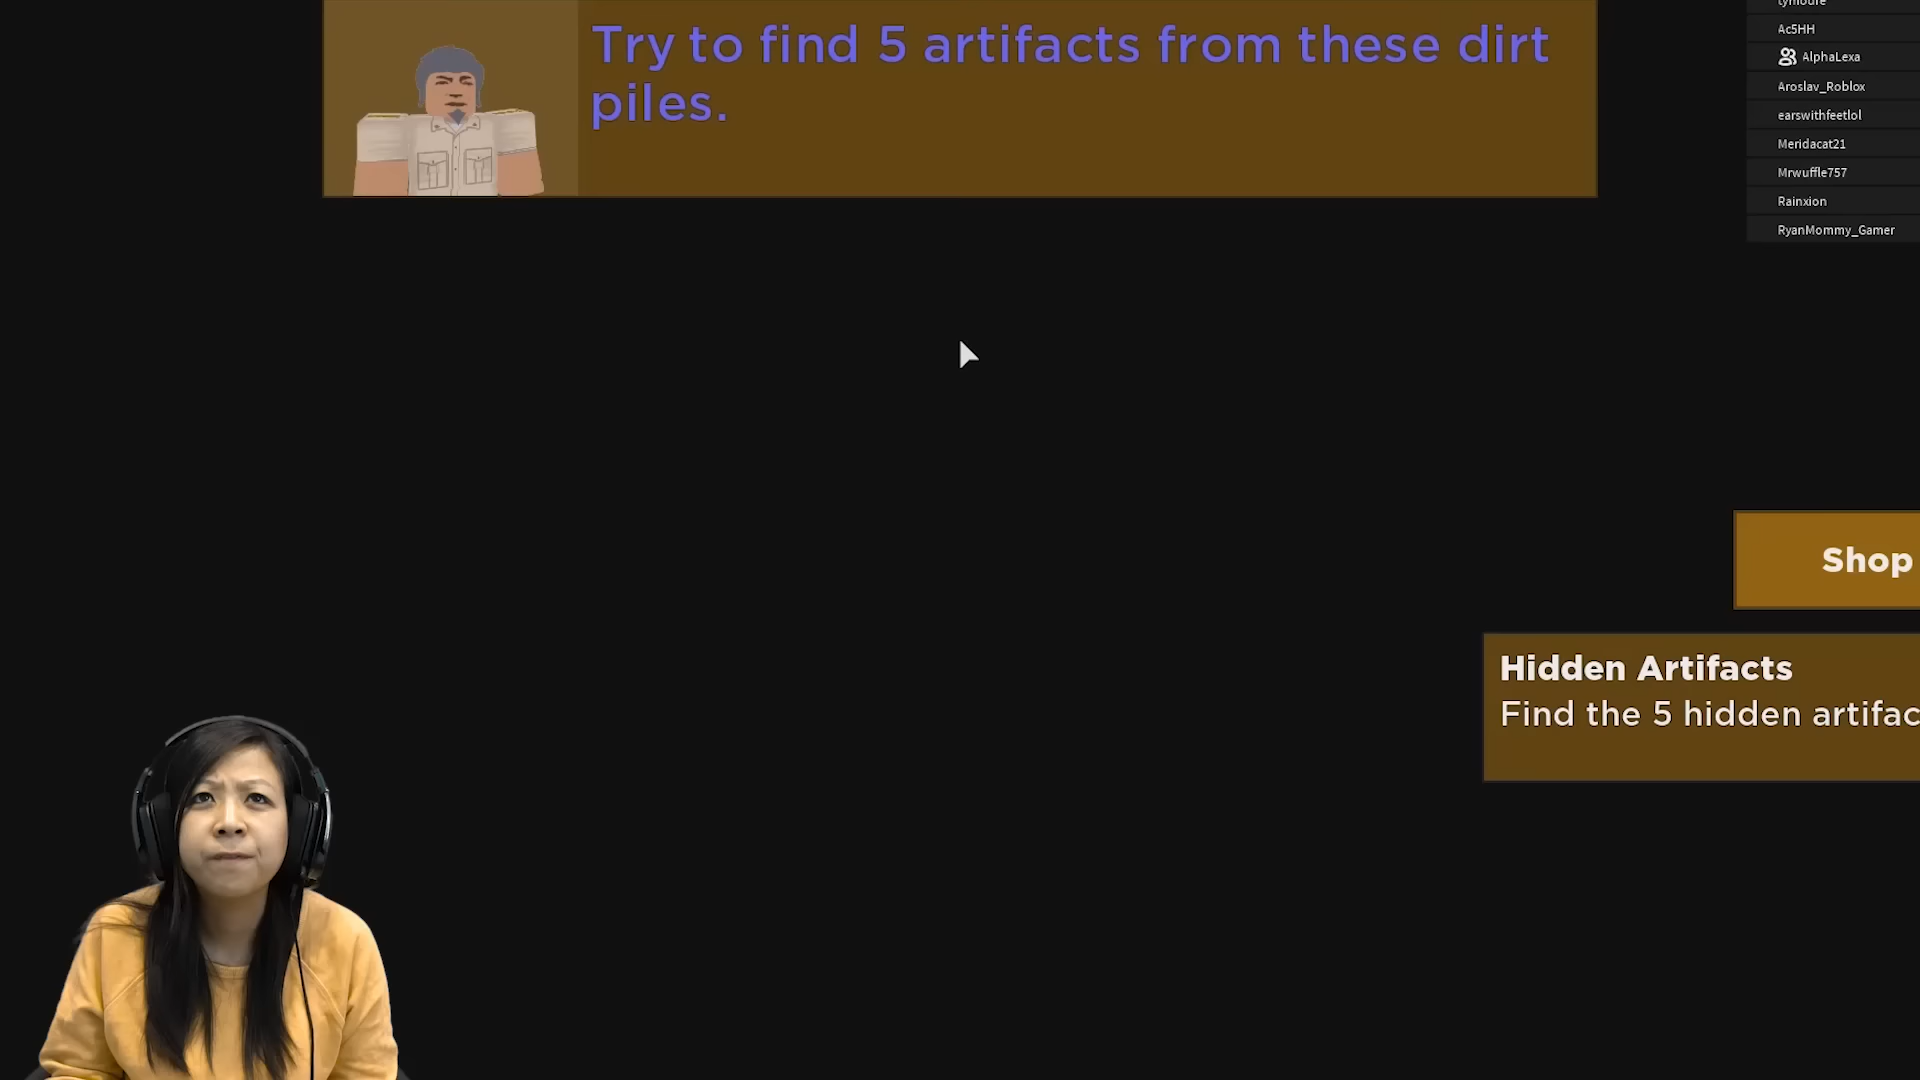 Try to find 5 artifacts from these dirt
piles.
tymoure
Ac5HH
AlphaLexa
Aroslav_Roblox
earswithfeetlol
Meridacat21
Mrwuffle757
Rainxion
RyanMommy_Gamer
Shop
Hidden Artifacts
Find the 5 hidden artifac